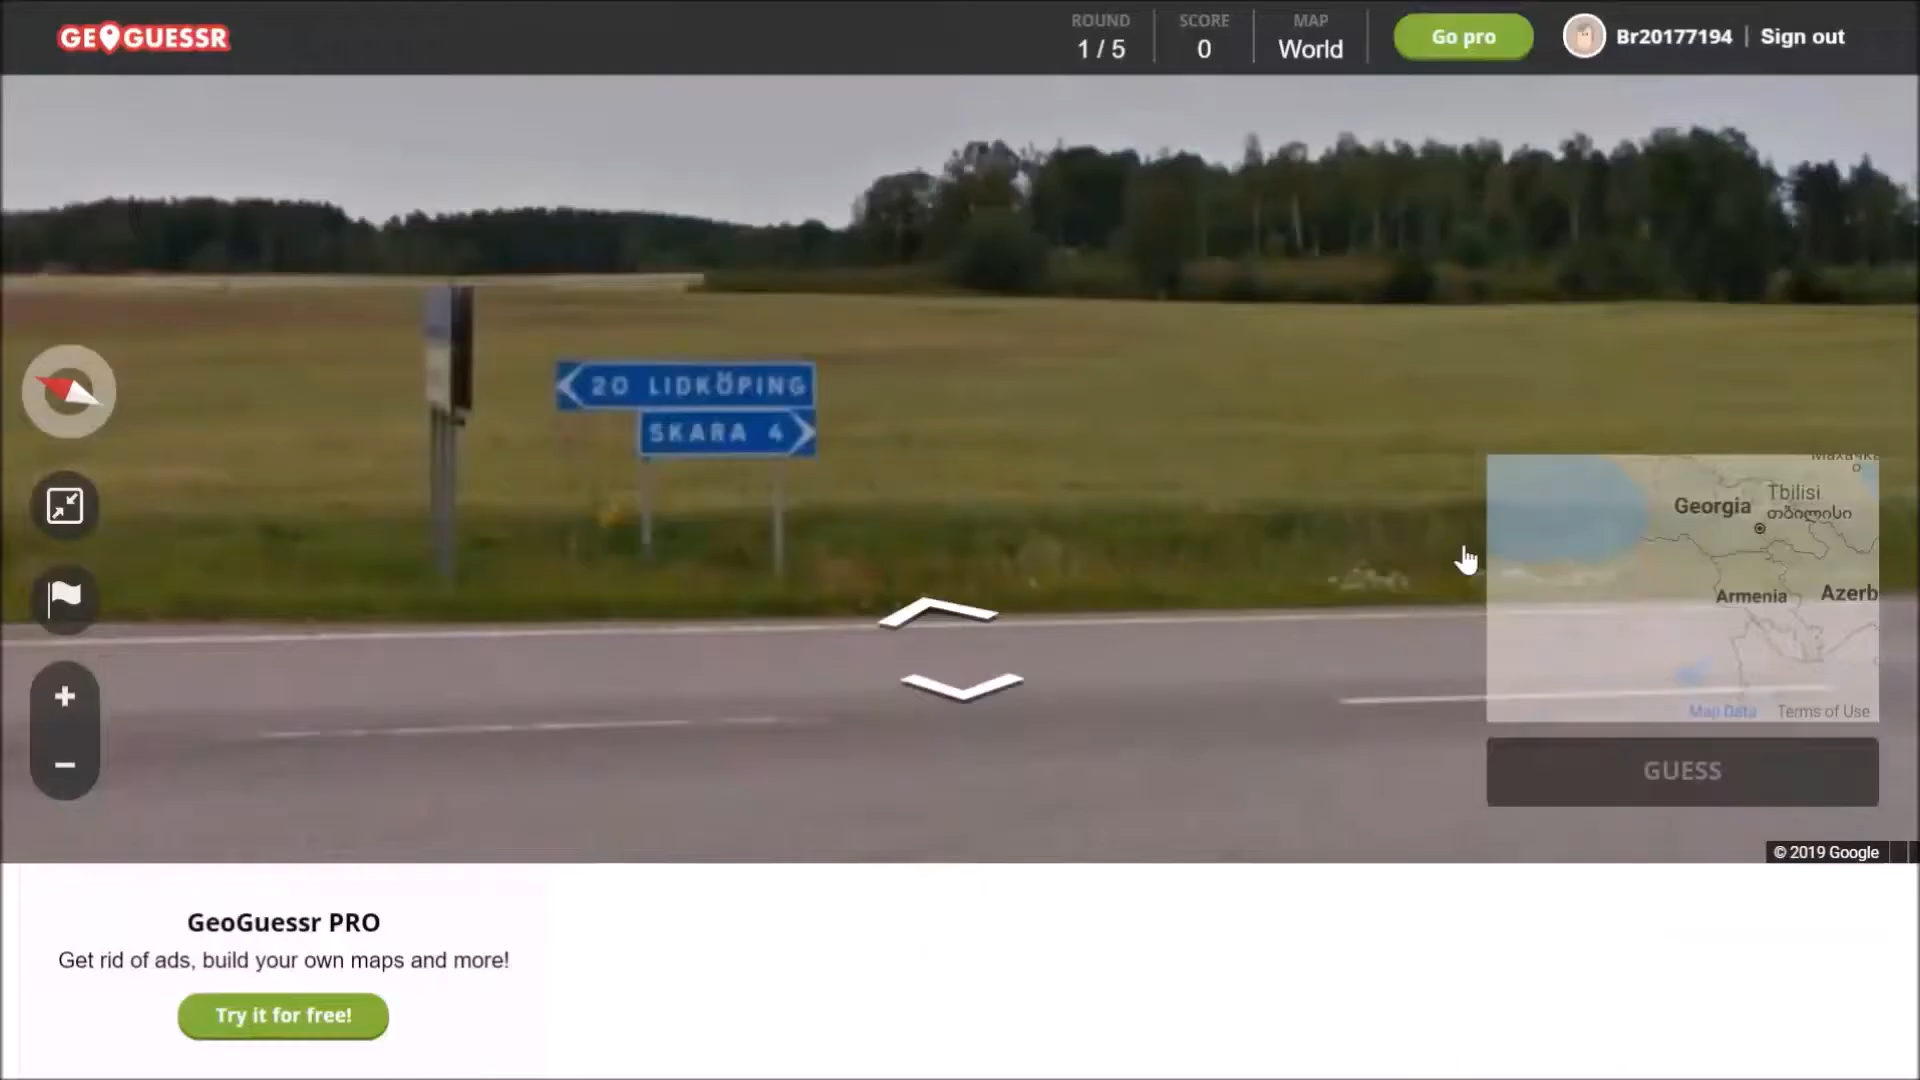 GEOGUESSR
ROUND
1 / 5
SCORE
0
MAP
World
Go pro
Br20177194 | Sign out
20 LIDKÖPING
SKARA 4
Georgia
Tbilisi
თბილისი
Armenia
Azerb
Map Data
Terms of Use
GUESS
© 2019 Google
GeoGuessr PRO
Get rid of ads, build your own maps and more!
Try it for free!